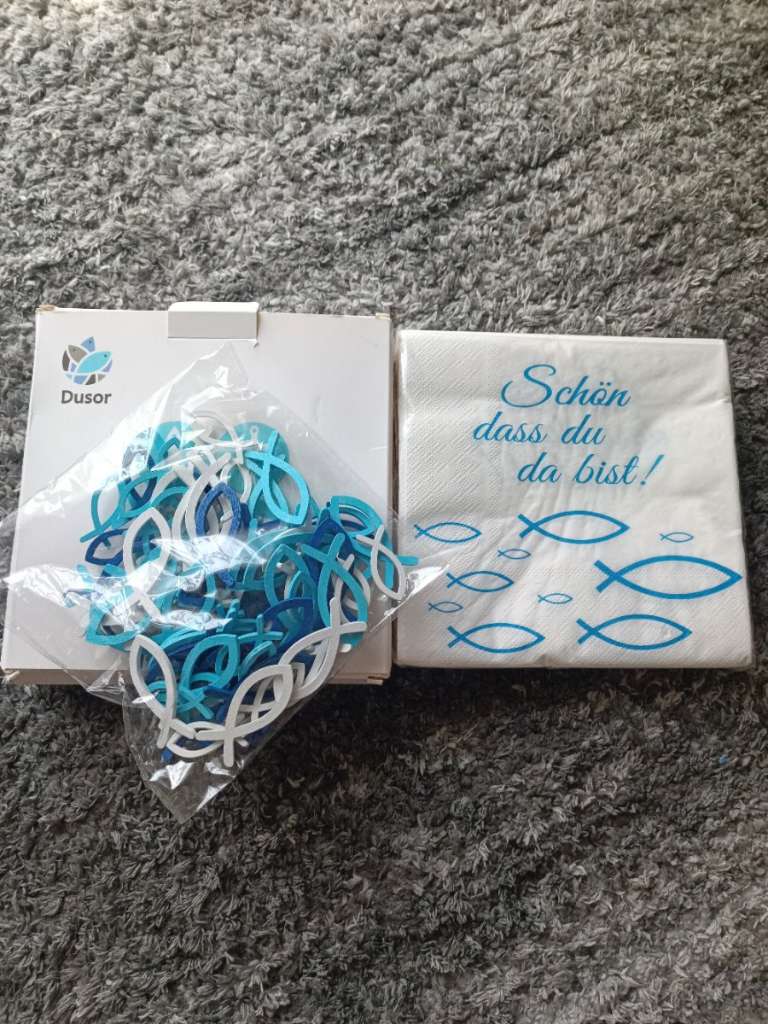 Dusor
Schön
dass du
da bist!